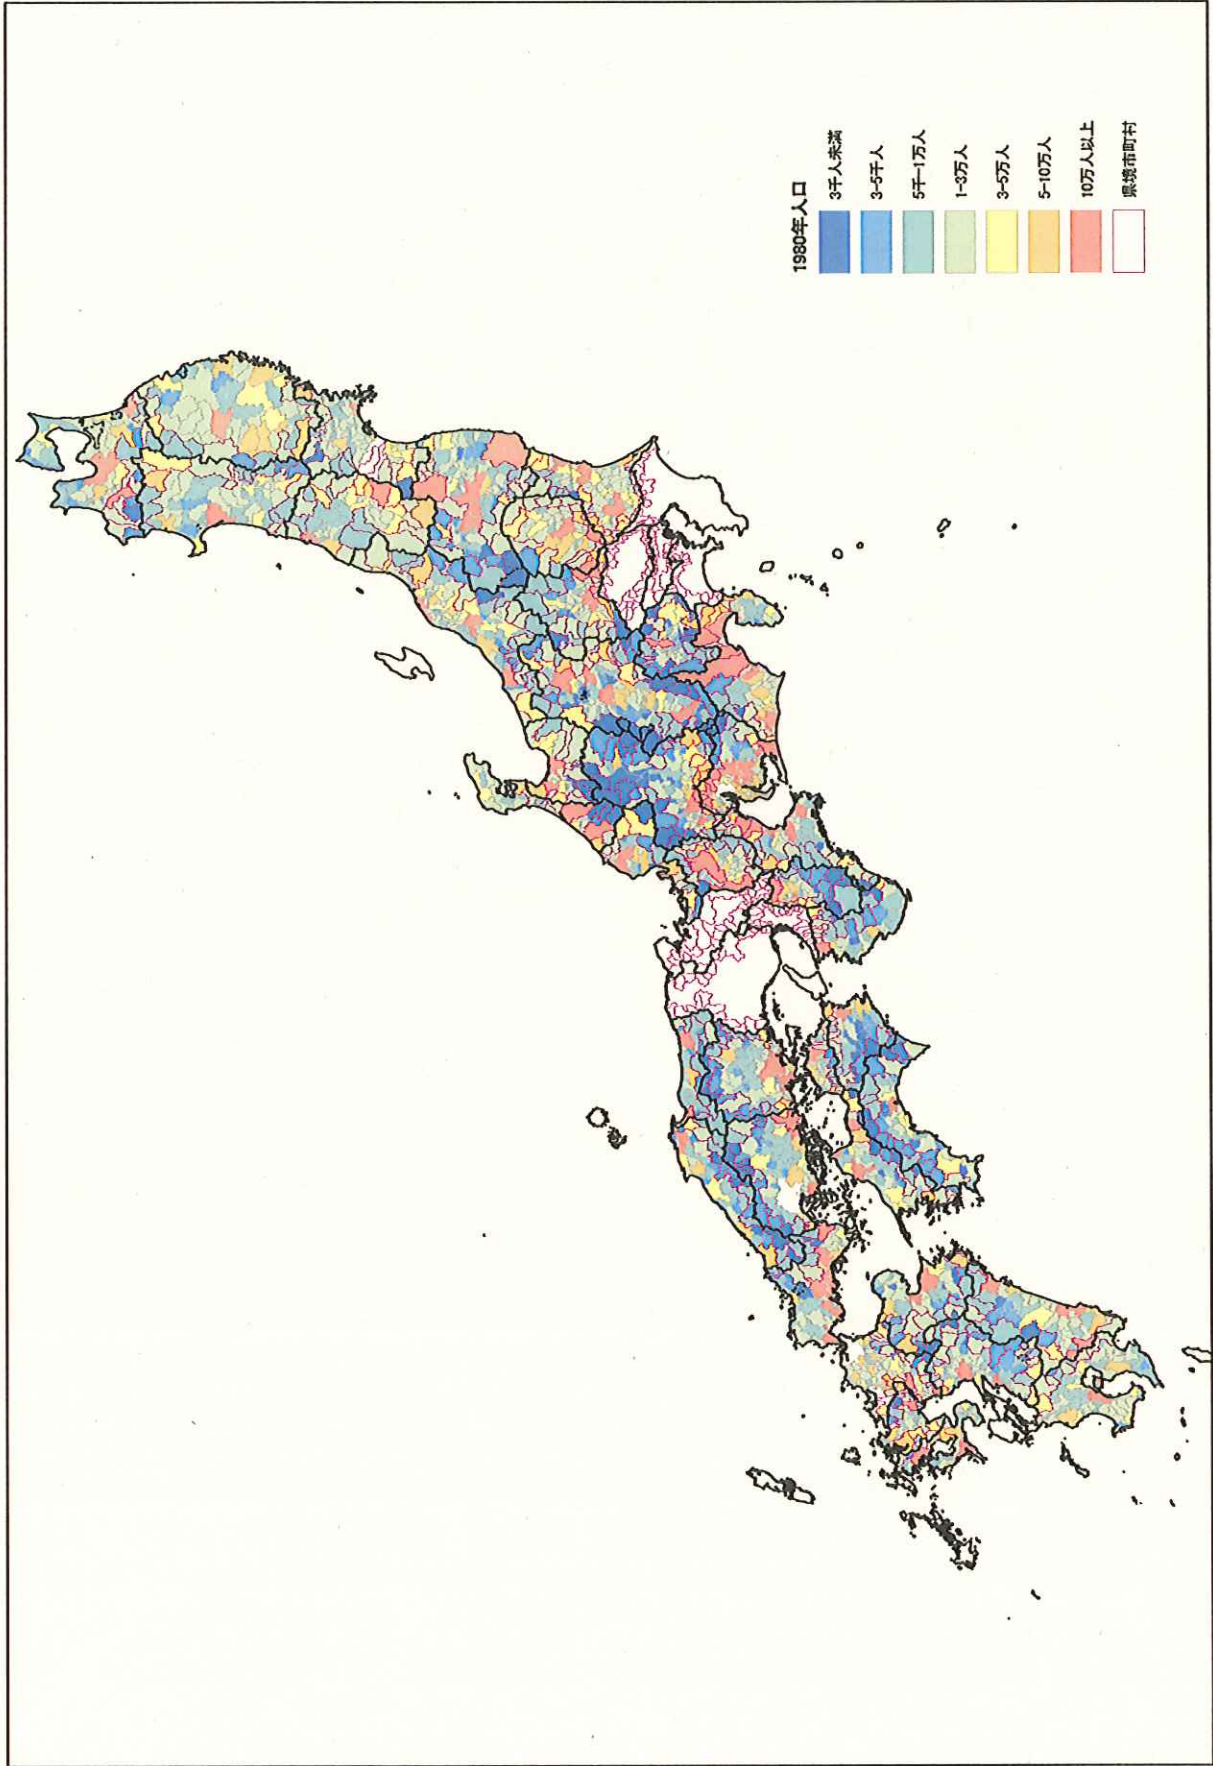 1980年人口
3千人未満
3-5千人
5千-1万人
1-3万人
3-5万人
5-10万人
10万人以上
県境市町村